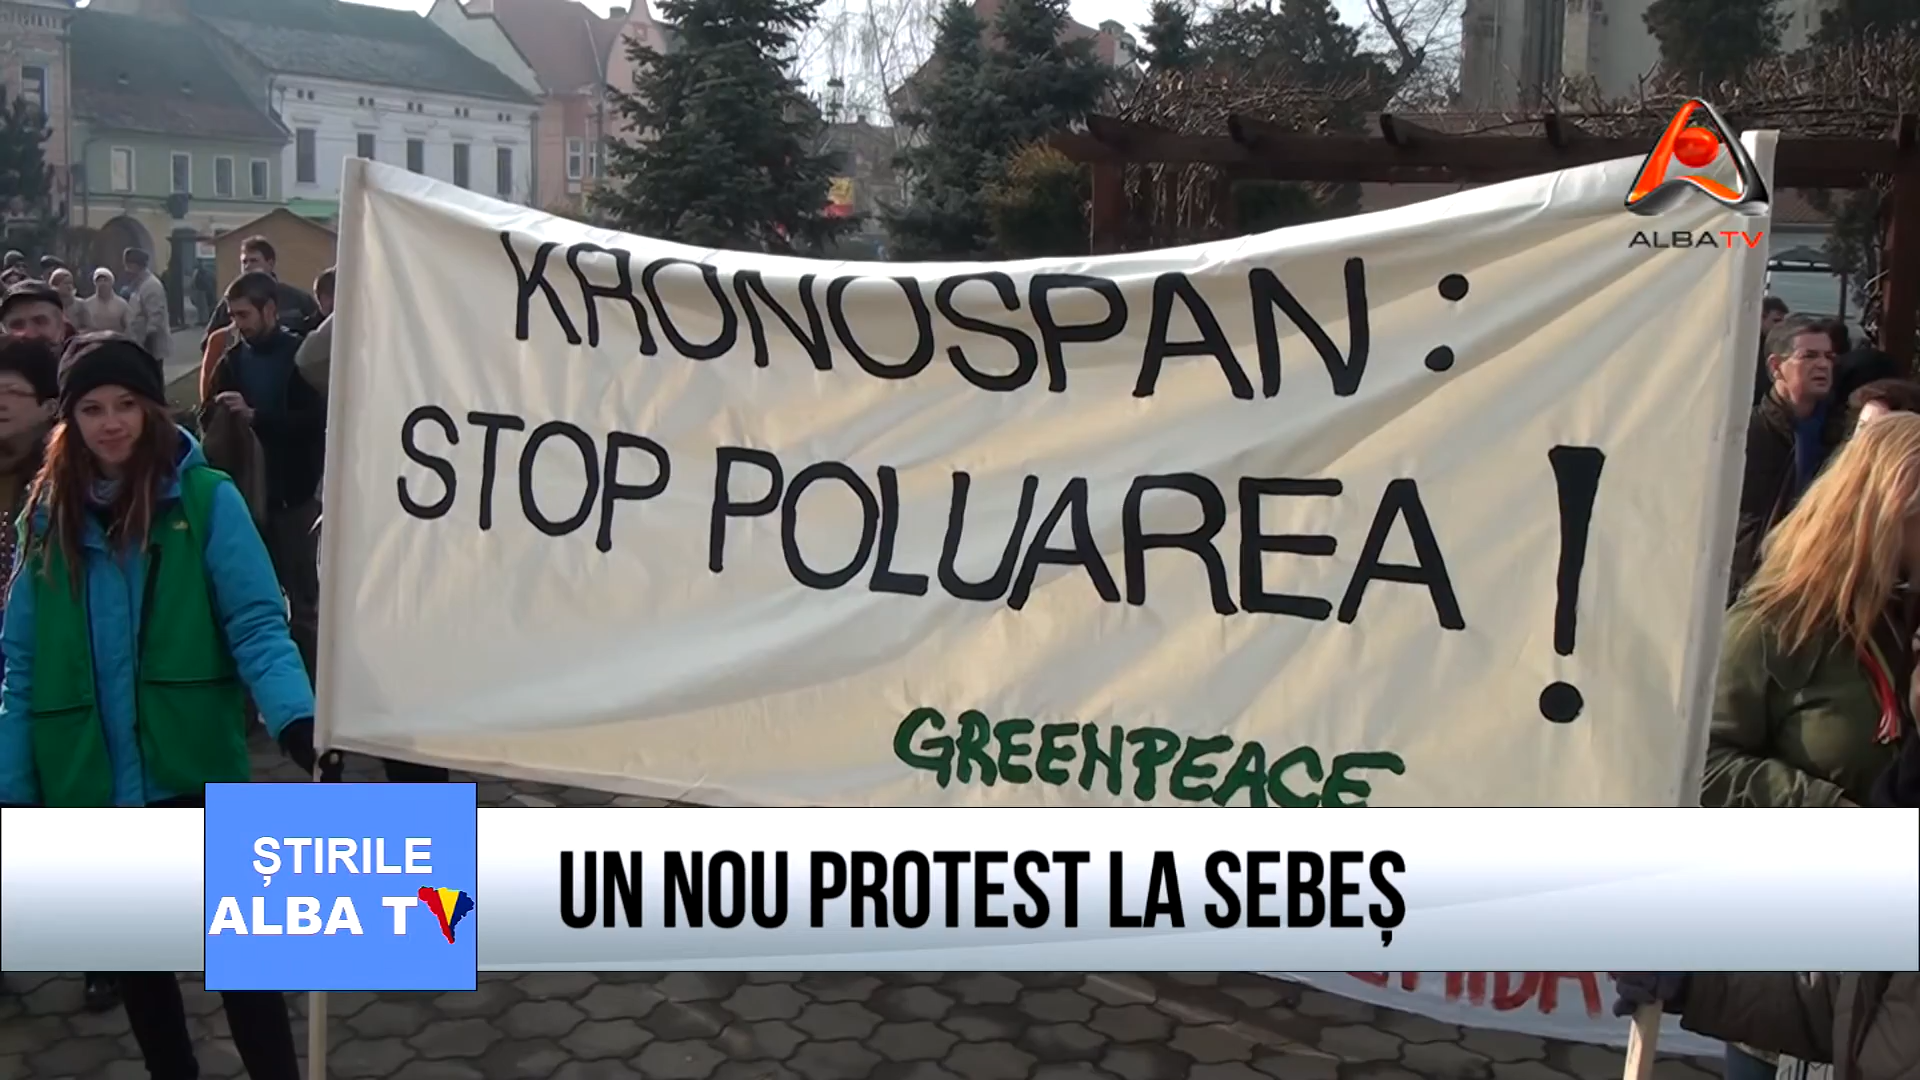 ALBATV
KRONOSPAN :
STOP POLUAREA !
GREENPEACE
ȘTIRILE
ALBA TV
UN NOU PROTEST LA SEBEȘ